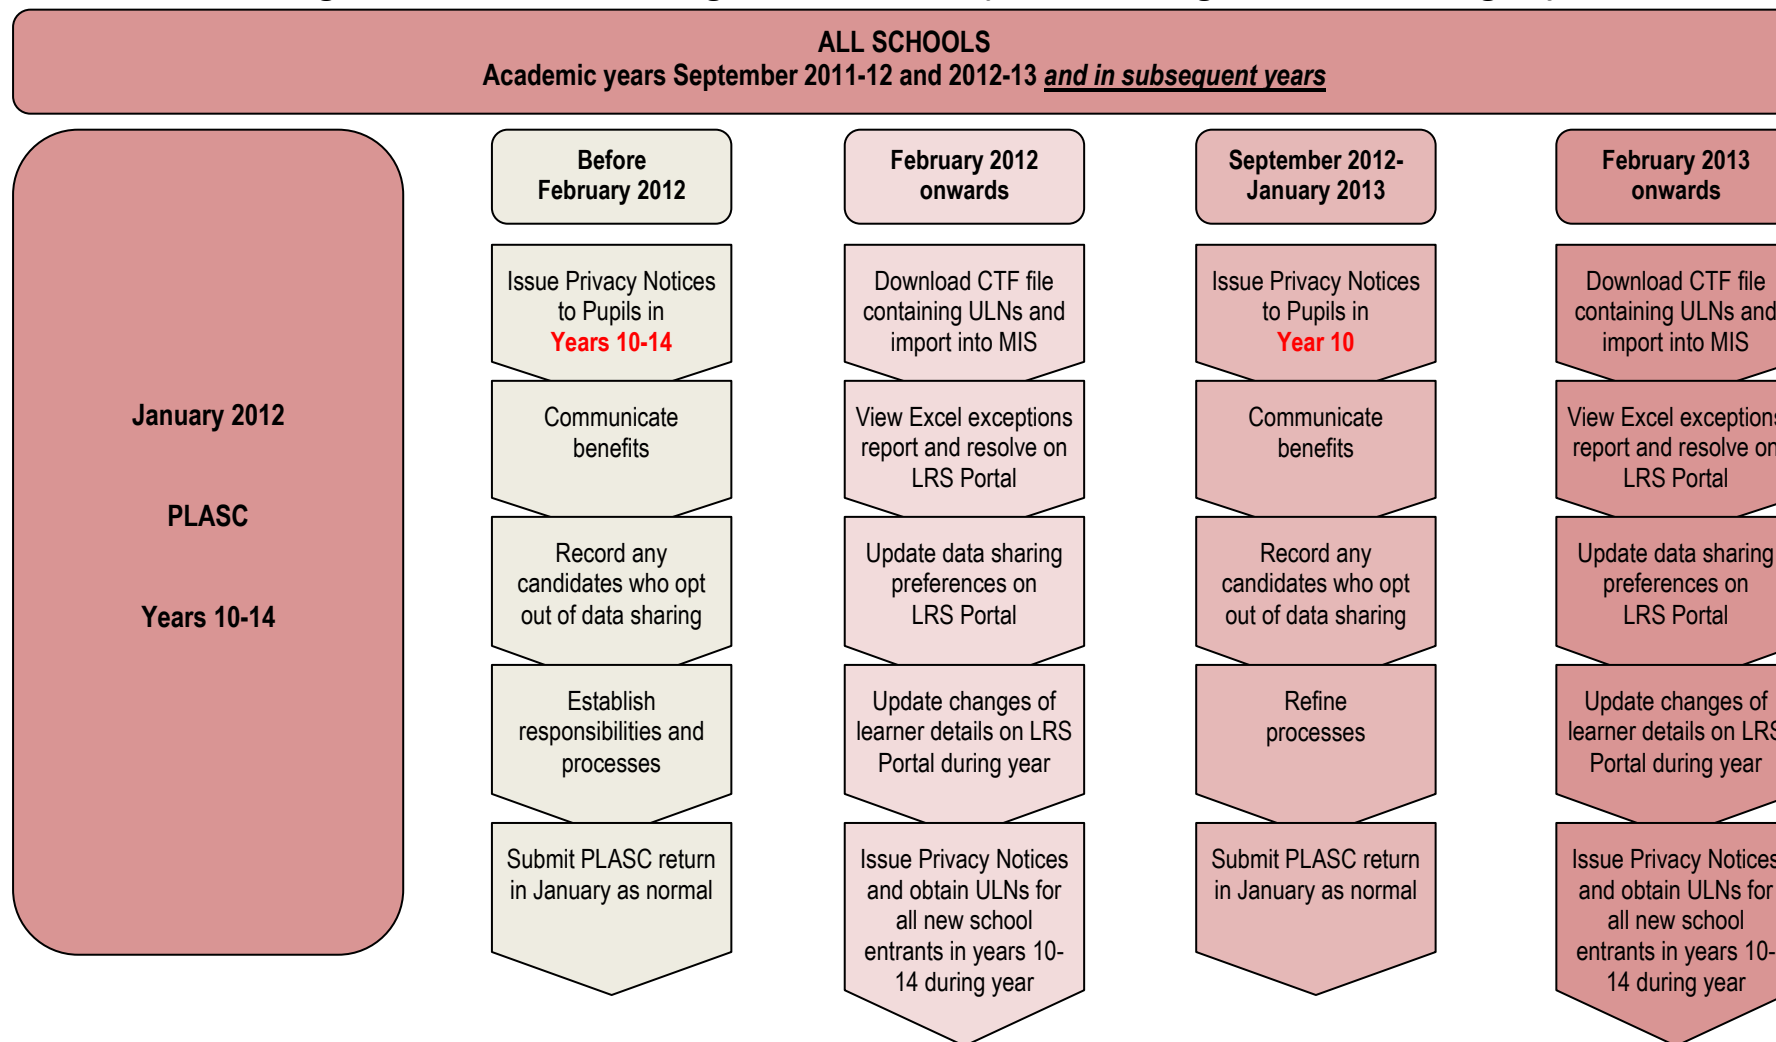 ALL SCHOOLS
Academic years September 2011-12 and 2012-13 and in subsequent years
January 2012
PLASC
Years 10-14
Before
February 2012
Issue Privacy Notices
to Pupils in
Years 10-14
Communicate
benefits
Record any
candidates who opt
out of data sharing
Establish
responsibilities and
processes
Submit PLASC return
in January as normal
February 2012
onwards
Download CTF file
containing ULNs and
import into MIS
View Excel exceptions
report and resolve on
LRS Portal
Update data sharing
preferences on
LRS Portal
Update changes of
learner details on LRS
Portal during year
Issue Privacy Notices
and obtain ULNs for
all new school
entrants in years 10-
14 during year
September 2012-
January 2013
Issue Privacy Notices
to Pupils in
Year 10
Communicate
benefits
Record any
candidates who opt
out of data sharing
Refine
processes
Submit PLASC return
in January as normal
February 2013
onwards
Download CTF file
containing ULNs and
import into MIS
View Excel exceptions
report and resolve on
LRS Portal
Update data sharing
preferences on
LRS Portal
Update changes of
learner details on LRS
Portal during year
Issue Privacy Notices
and obtain ULNs for
all new school
entrants in years 10-
14 during year